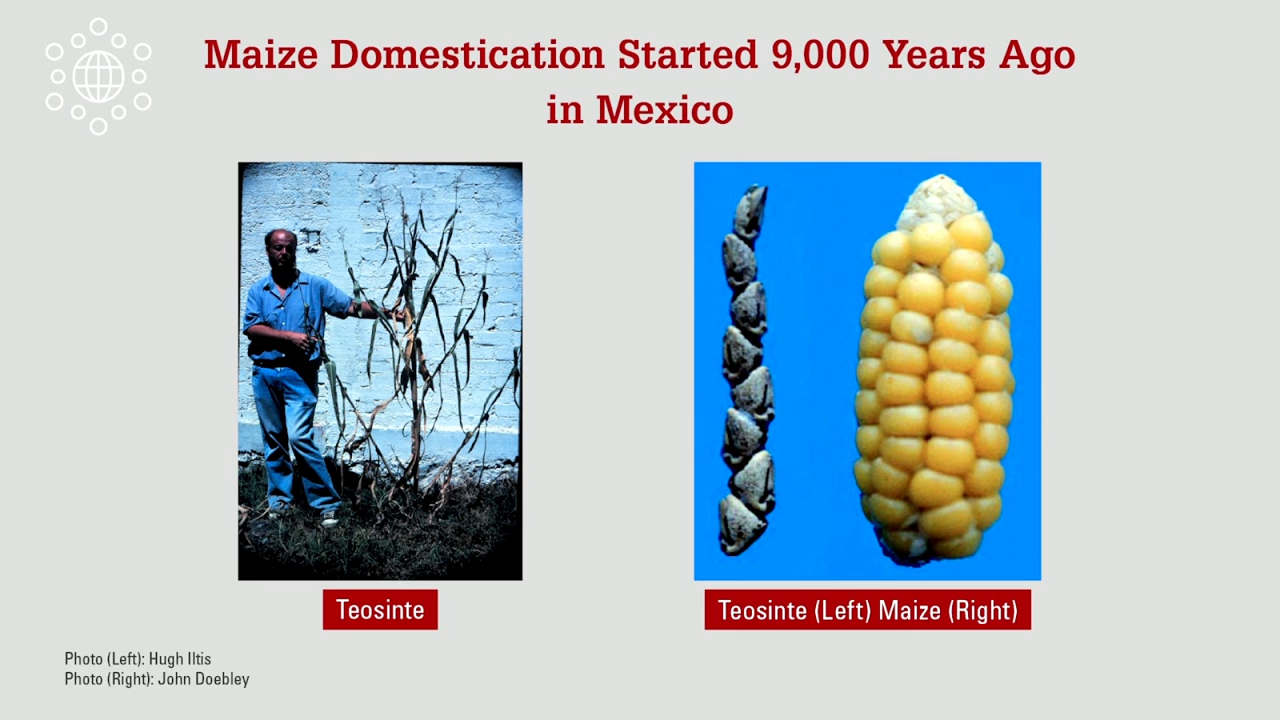 Maize Domestication Started 9,000 Years Ago
in Mexico
Teosinte
Teosinte (Left) Maize (Right)
Photo (Left): Hugh Iltis
Photo (Right): John Doebley